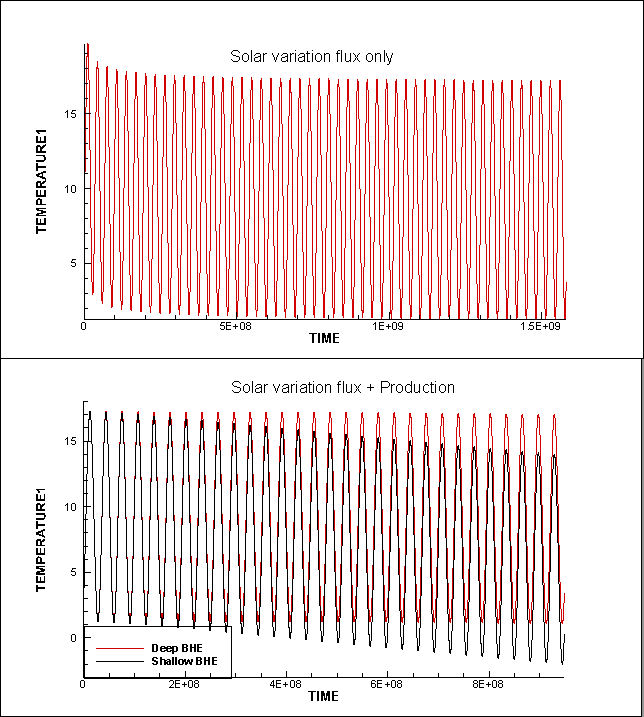 Solar variation flux only
TEMPERATURE1
15
10
5
0 5E+08 1E+09 1.5E+09
TIME
Solar variation flux + Production
TEMPERATURE1
15
10
5
0
Deep BHE
Shallow BHE
0 2E+08 4E+08 6E+08 8E+08
TIME